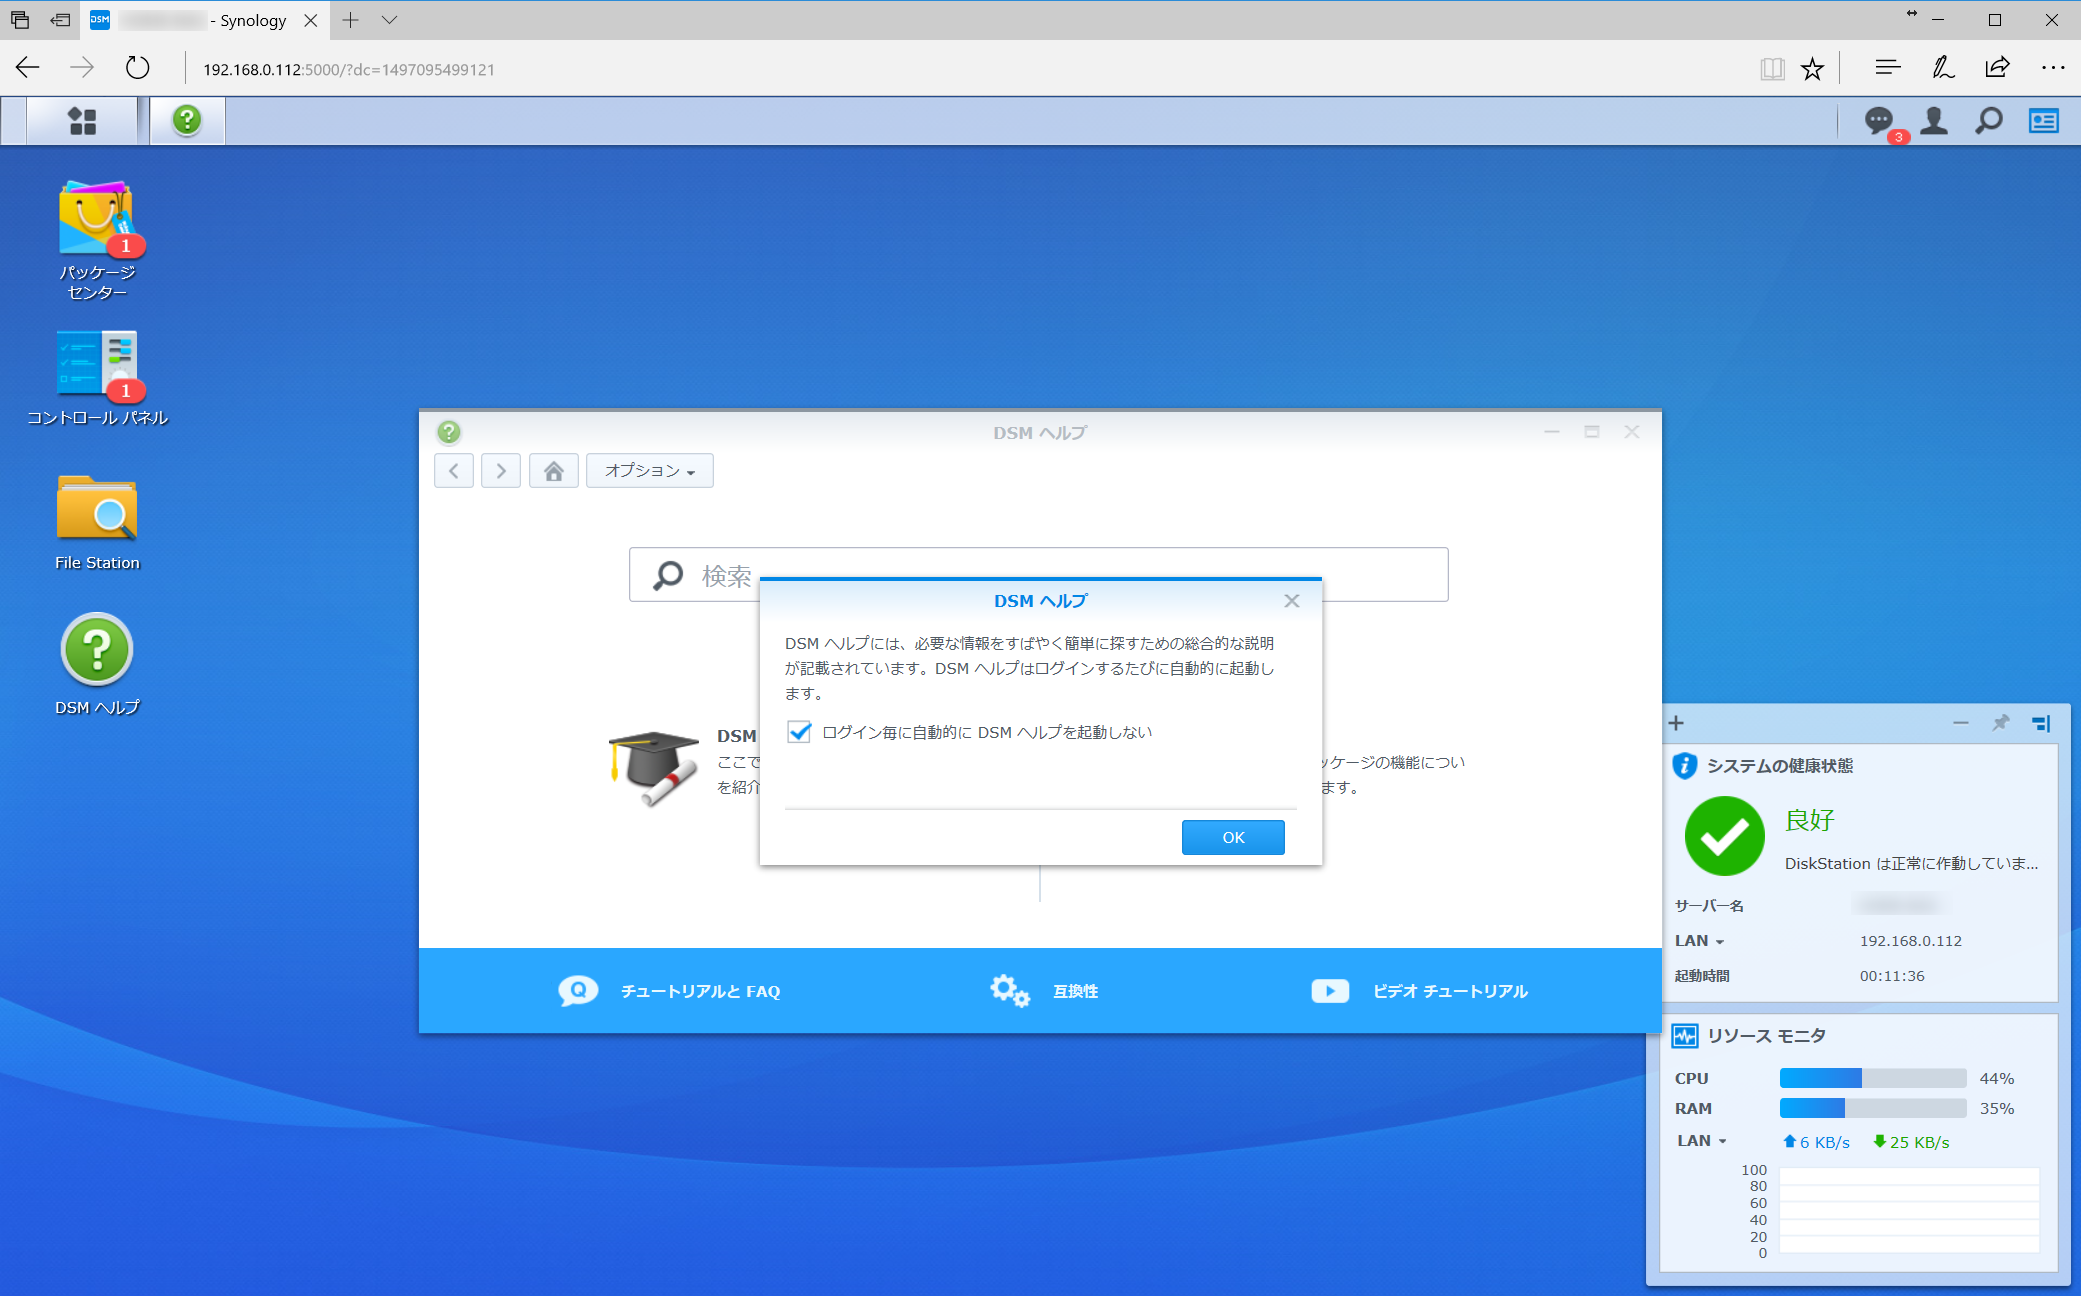 DSM - Synology
192.168.0.112:5000/?dc=1497095499121
3
1
パッケージ
センター
1
コントロール パネル
File Station
DSM ヘルプ
DSM ヘルプ
オプション
検索
DSM
ここで
を紹介
ッケージの機能につい
ます。
DSM ヘルプ
DSM ヘルプには、必要な情報をすばやく簡単に探すための総合的な説明
が記載されています。DSM ヘルプはログインするたびに自動的に起動し
ます。
ログイン毎に自動的に DSM ヘルプを起動しない
OK
Q チュートリアルと FAQ
互換性
ビデオ チュートリアル
システムの健康状態
良好
DiskStation は正常に作動していま...
サーバー名
LAN 192.168.0.112
起動時間 00:11:36
リソース モニタ
CPU 44%
RAM 35%
LAN 6 KB/s 25 KB/s
100
80
60
40
20
0